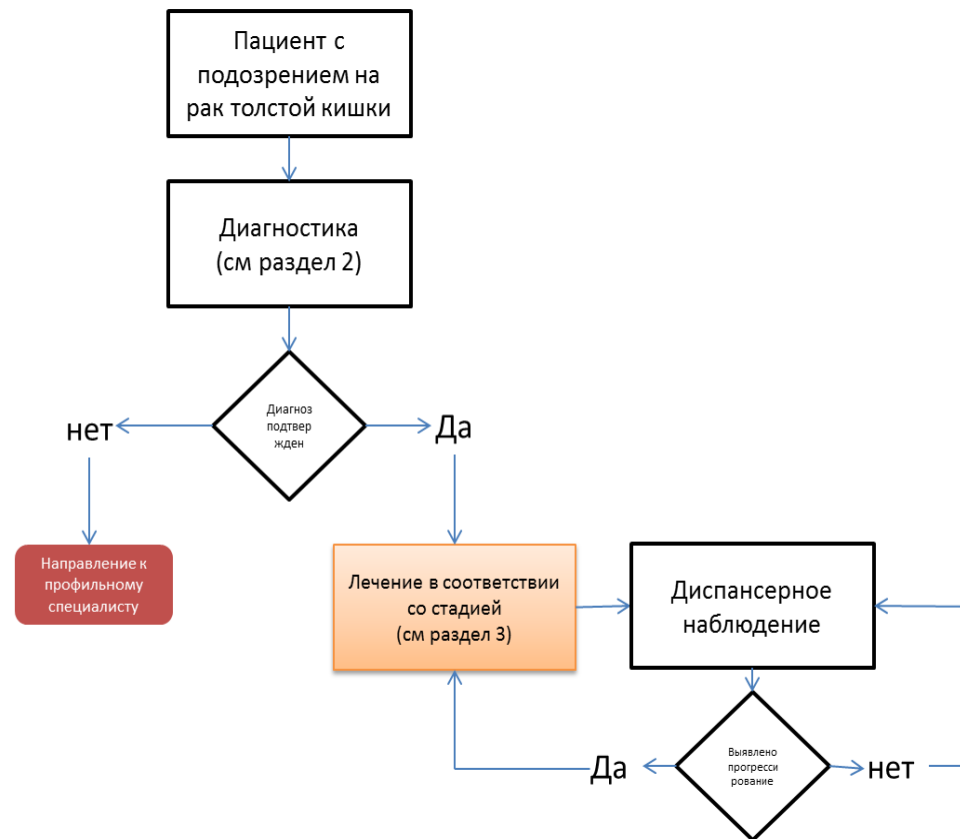 Пациент с
подозрением на
рак толстой кишки
Диагностика
(см раздел 2)
Диагноз
подтвер
жден
нет
Да
Направление к
профильному
специалисту
Лечение в соответствии
со стадией
(см раздел 3)
Диспансерное
наблюдение
Выявлено
прогресси
рование
Да
нет